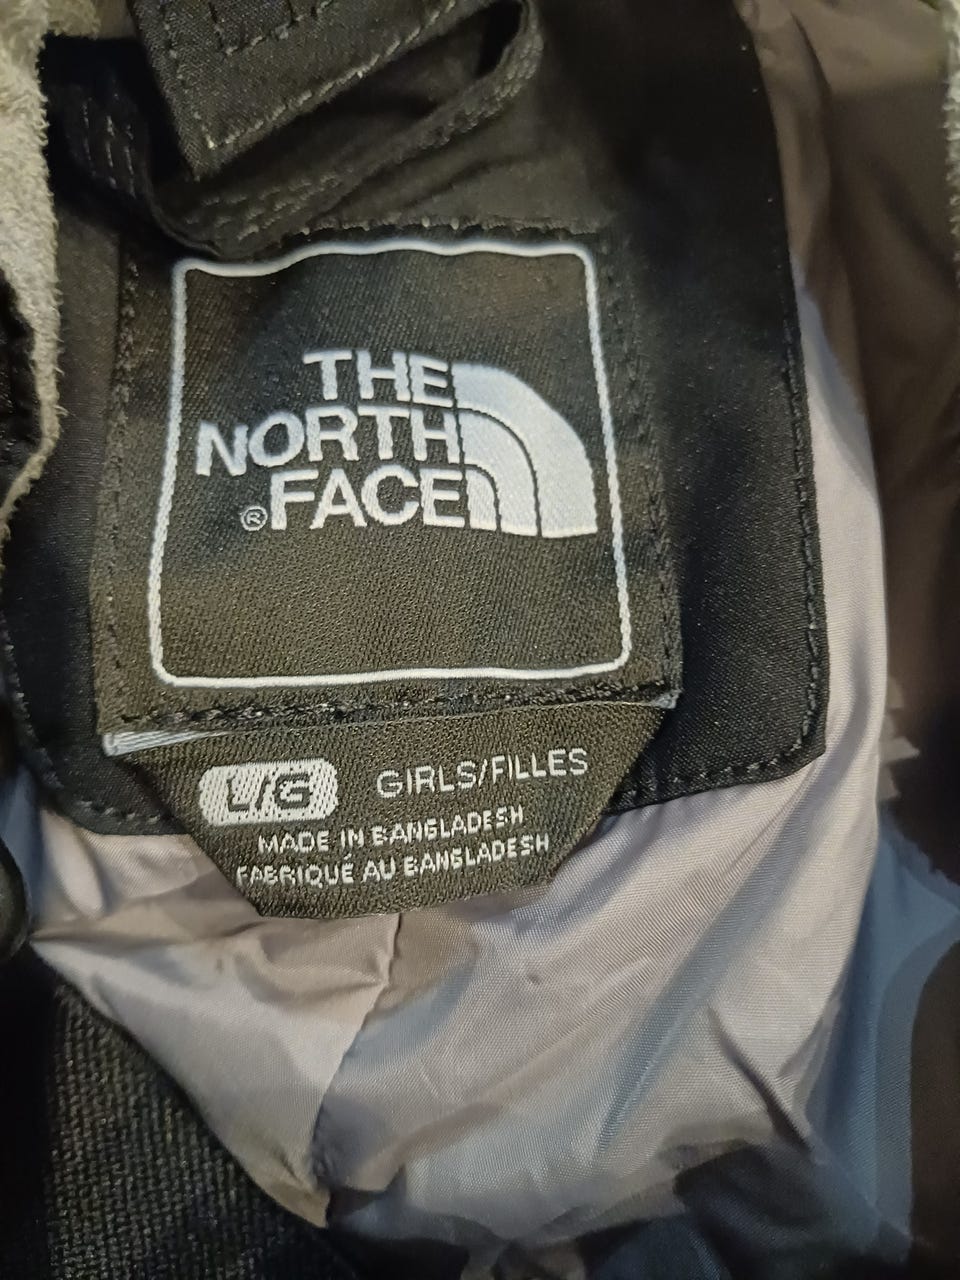 THE
NORTH
®FACE
L/G GIRLS/FILLES
MADE IN BANGLADESH
FABRIQUÉ AU BANGLADESH